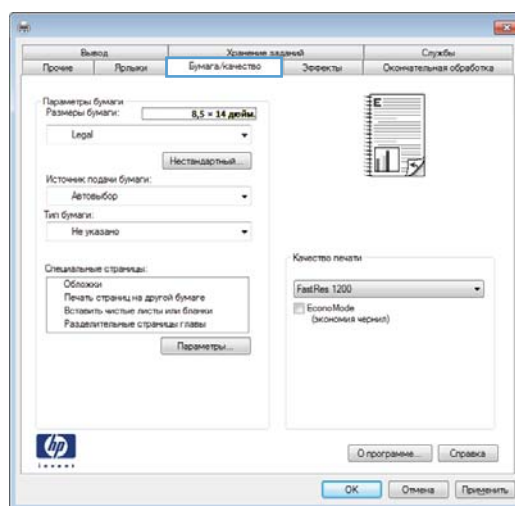 Вывод
Хранение заданий
Службы
Прочие
Ярлыки
Бумага/качество
Эффекты
Окончательная обработка
Параметры бумаги
Размеры бумаги:
8,5 × 14 дюйм.
Legal
Нестандартный...
Источник подачи бумаги:
Автовыбор
Тип бумаги:
Не указано
Специальные страницы:
Обложки
Печать страниц на другой бумаге
Вставить чистые листы или бланки
Разделительные страницы главы
Параметры...
E
Качество печати
FastRes 1200
EconoMode
(экономия чернил)
hp
invent
О программе...
Справка
OK
Отмена
Применить